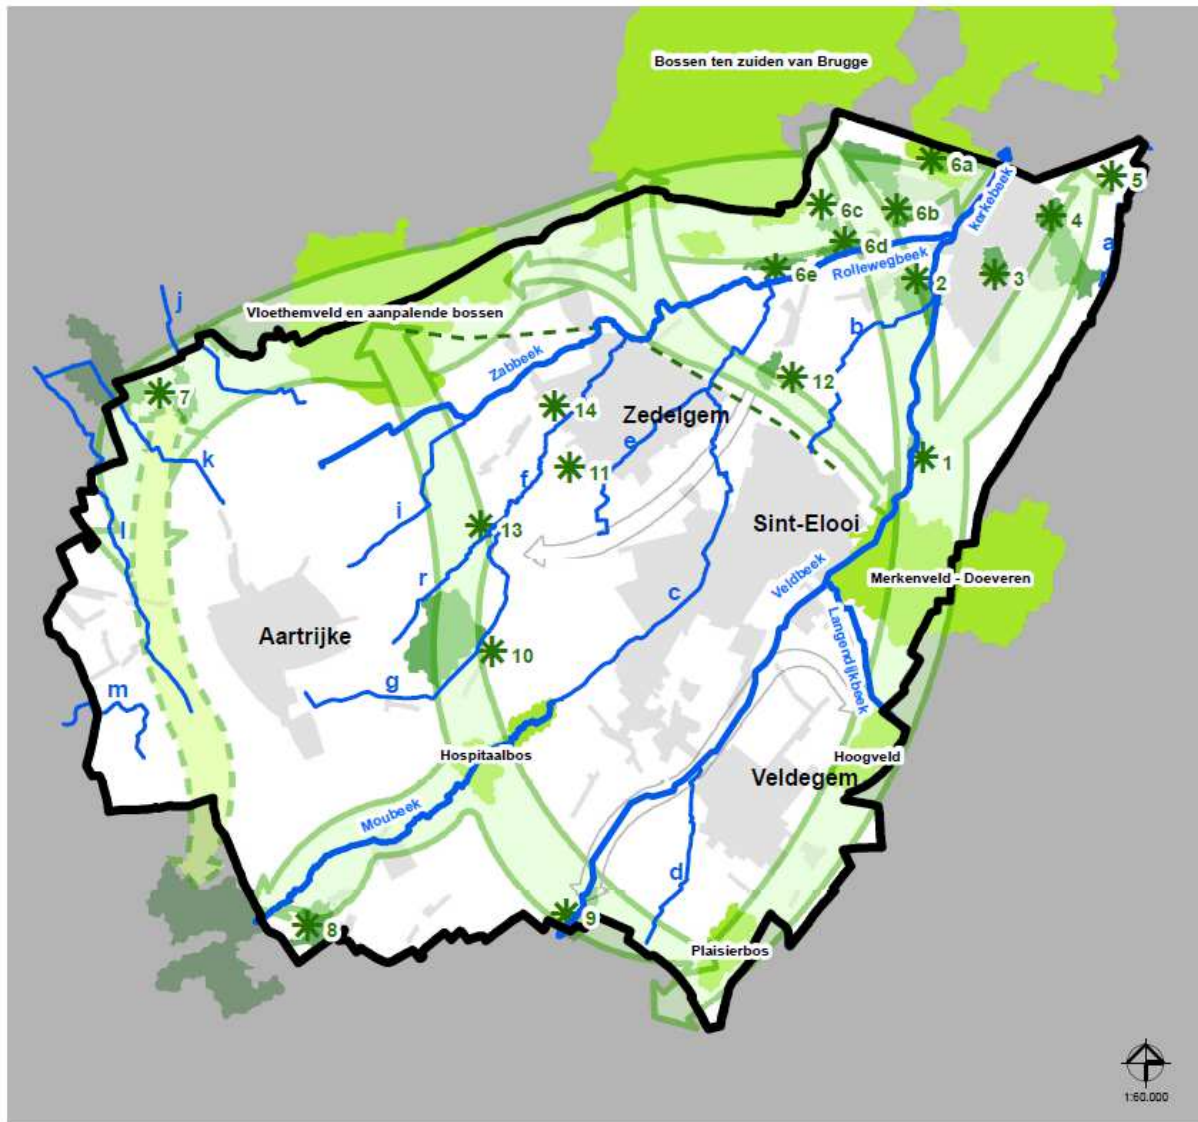 Bossen ten zuiden van Brugge
6a
5
kerkebeek
6c
6b
4
6d
a
Rollewegbeek
6e
2
3
j
Vloethemveld en aanpalende bossen
b
Zabbeek
12
7
14
Zedelgem
e
k
f
11
1
i
l
13
Sint-Elooi
r
c
Veldbeek
Merkenveld - Doeveren
Aartrijke
Langendijkbeek
10
g
m
Hospitaalbos
Hoogveld
Veldegem
Moubeek
d
9
8
Plaisierbos
1:60.000